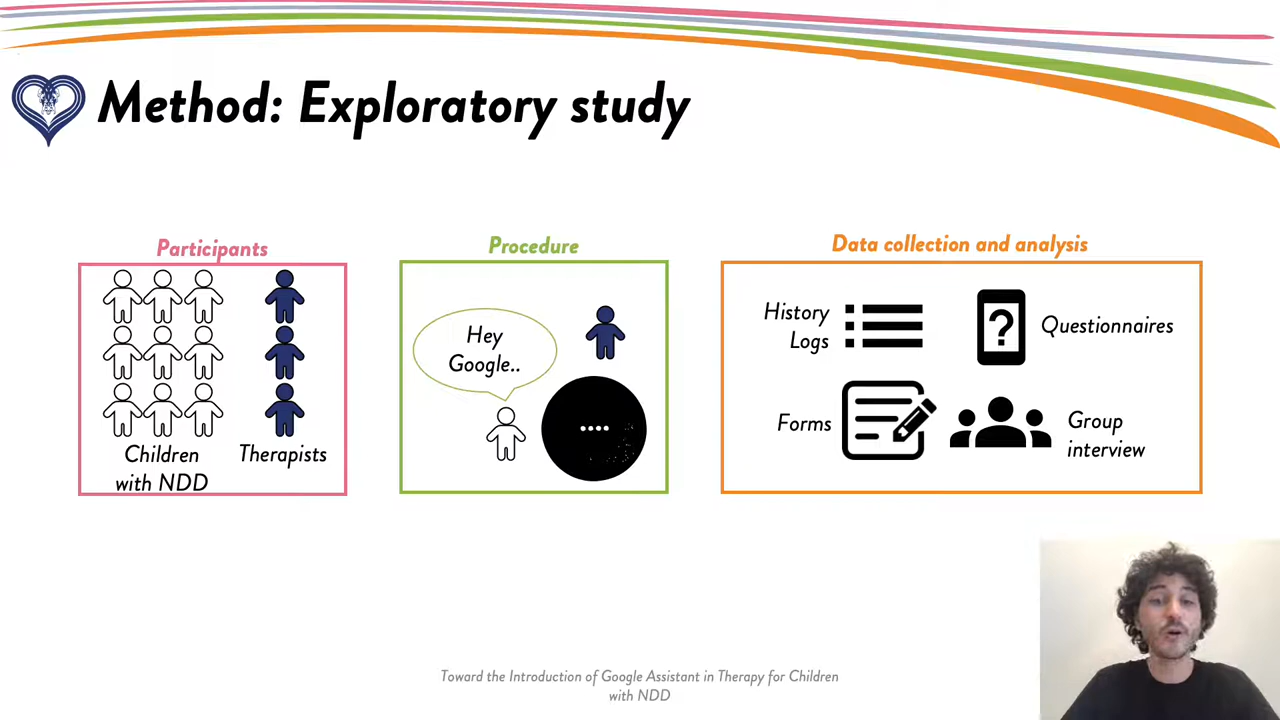 Method: Exploratory study
Participants
Children
with NDD
Therapists
Procedure
Hey
Google..
Data collection and analysis
History
Logs
?
Questionnaires
Forms
Group
interview
Toward the Introduction of Google Assistant in Therapy for Children
with NDD